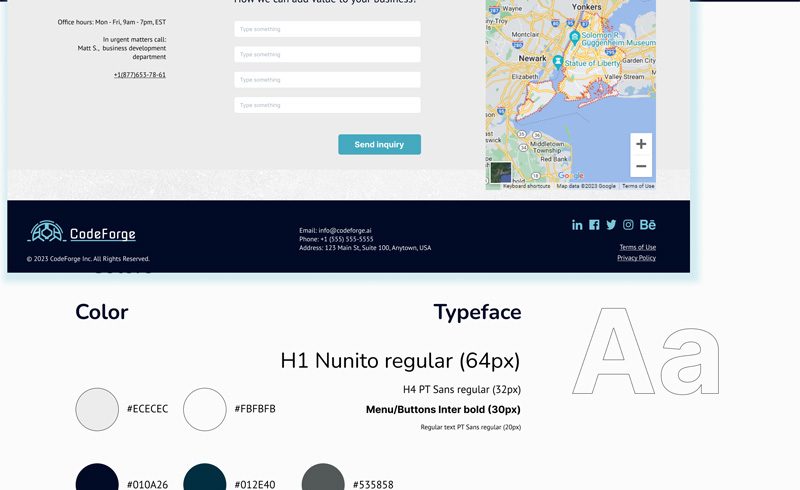 How we can add value to your business?
Office hours: Mon - Fri, 9am - 7pm, EST
In urgent matters call:
Matt S., business development
department
+1(877)653-78-61
Type something
Type something
Type something
Type something
Send inquiry
Yonkers
Solomon R.
Guggenheim Museum
Montclair
Newark
Statue of Liberty
Garden City
Elizabeth
Valley Stream
Middletown
Township
Red Bank
Google
Keyboard shortcuts
Map data ©2023 Google
Terms of Use
CodeForge
© 2023 CodeForge Inc. All Rights Reserved.
Email: info@codeforge.ai
Phone: +1 (555) 555-5555
Address: 123 Main St, Suite 100, Anytown, USA
in
Bē
Terms of Use
Privacy Policy
Color
Typeface
H1 Nunito regular (64px)
H4 PT Sans regular (32px)
Menu/Buttons Inter bold (30px)
Regular text PT Sans regular (20px)
Aa
#ECECEC
#FBFBFB
#010A26
#012E40
#535858